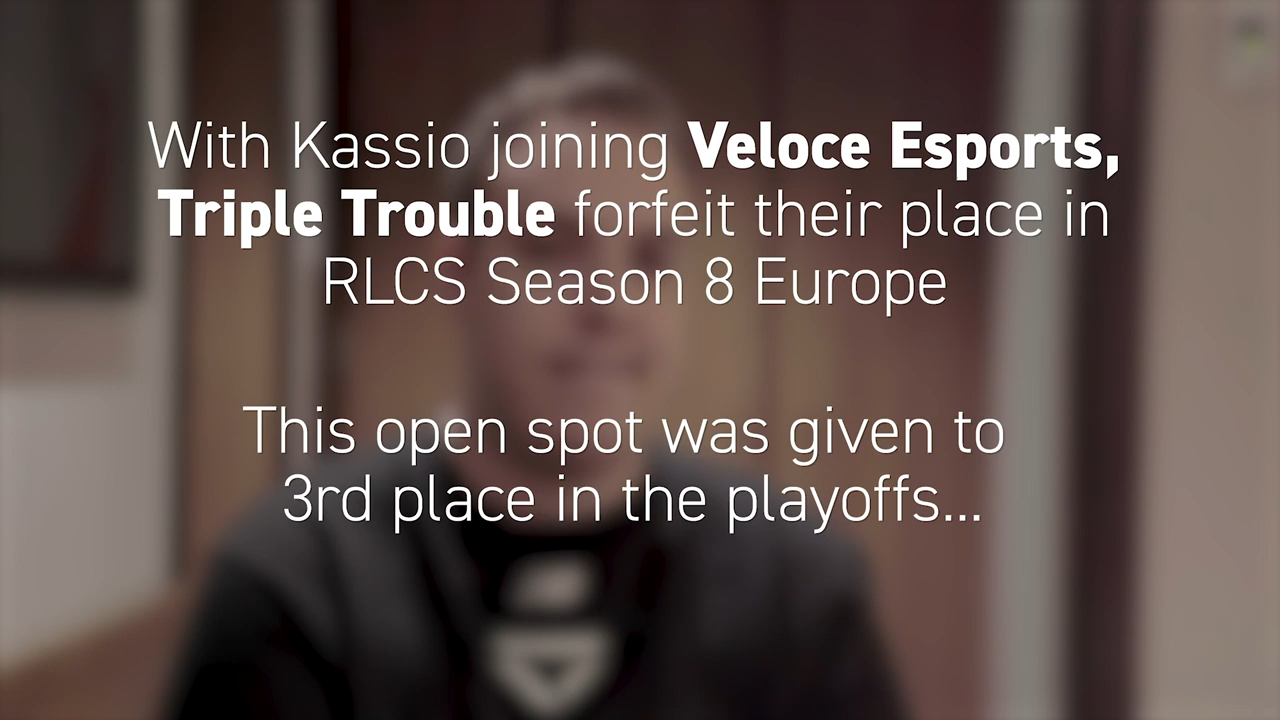 With Kassio joining Veloce Esports,
Triple Trouble forfeit their place in
RLCS Season 8 Europe
This open spot was given to
3rd place in the playoffs...